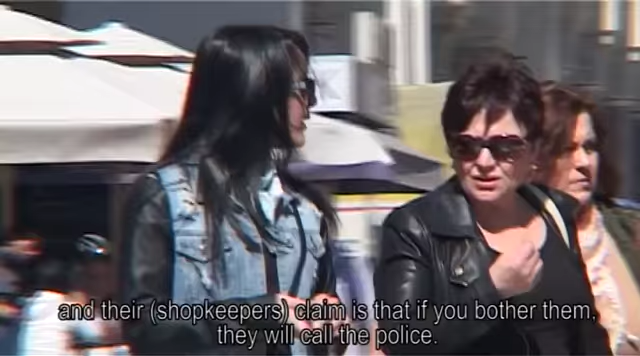 and their (shopkeepers) claim is that if you bother them,
they will call the police.